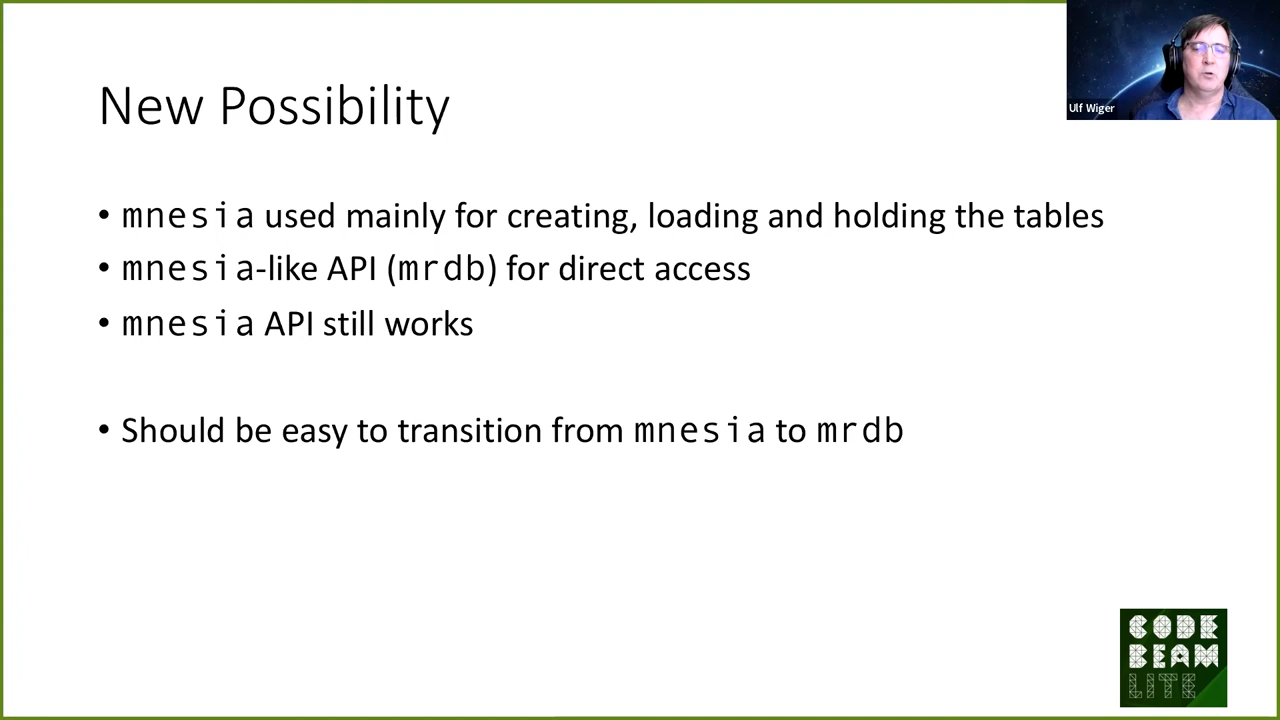 Ulf Wiger
New Possibility
• mnesia used mainly for creating, loading and holding the tables
• mnesia-like API (mrdb) for direct access
• mnesia API still works
• Should be easy to transition from mnesia to mrdb
CODE
BEAM
LITE